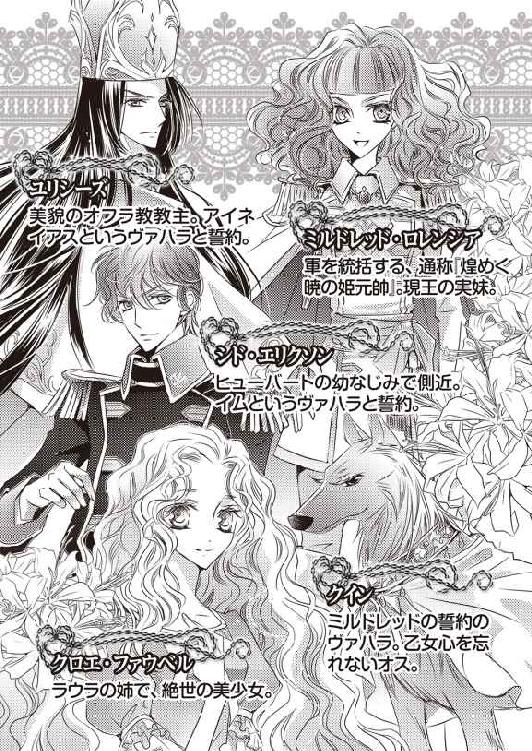 ユリシーズ
美貌のオフラ教教主。アイネ
イアスというヴァハラと誓約。
ミルドレッド・ロレンジア
軍を統括する、通称『煌めく
暁の姫元帥』。現王の実妹。
シド・エリクソン
ヒューバートの幼なじみで側近。
イムというヴァハラと誓約。
クイン
ミルドレッドの誓約の
ヴァハラ。乙女心を忘
れないオス。
クロエ・ファウベル
ラウラの姉で、絶世の美少女。